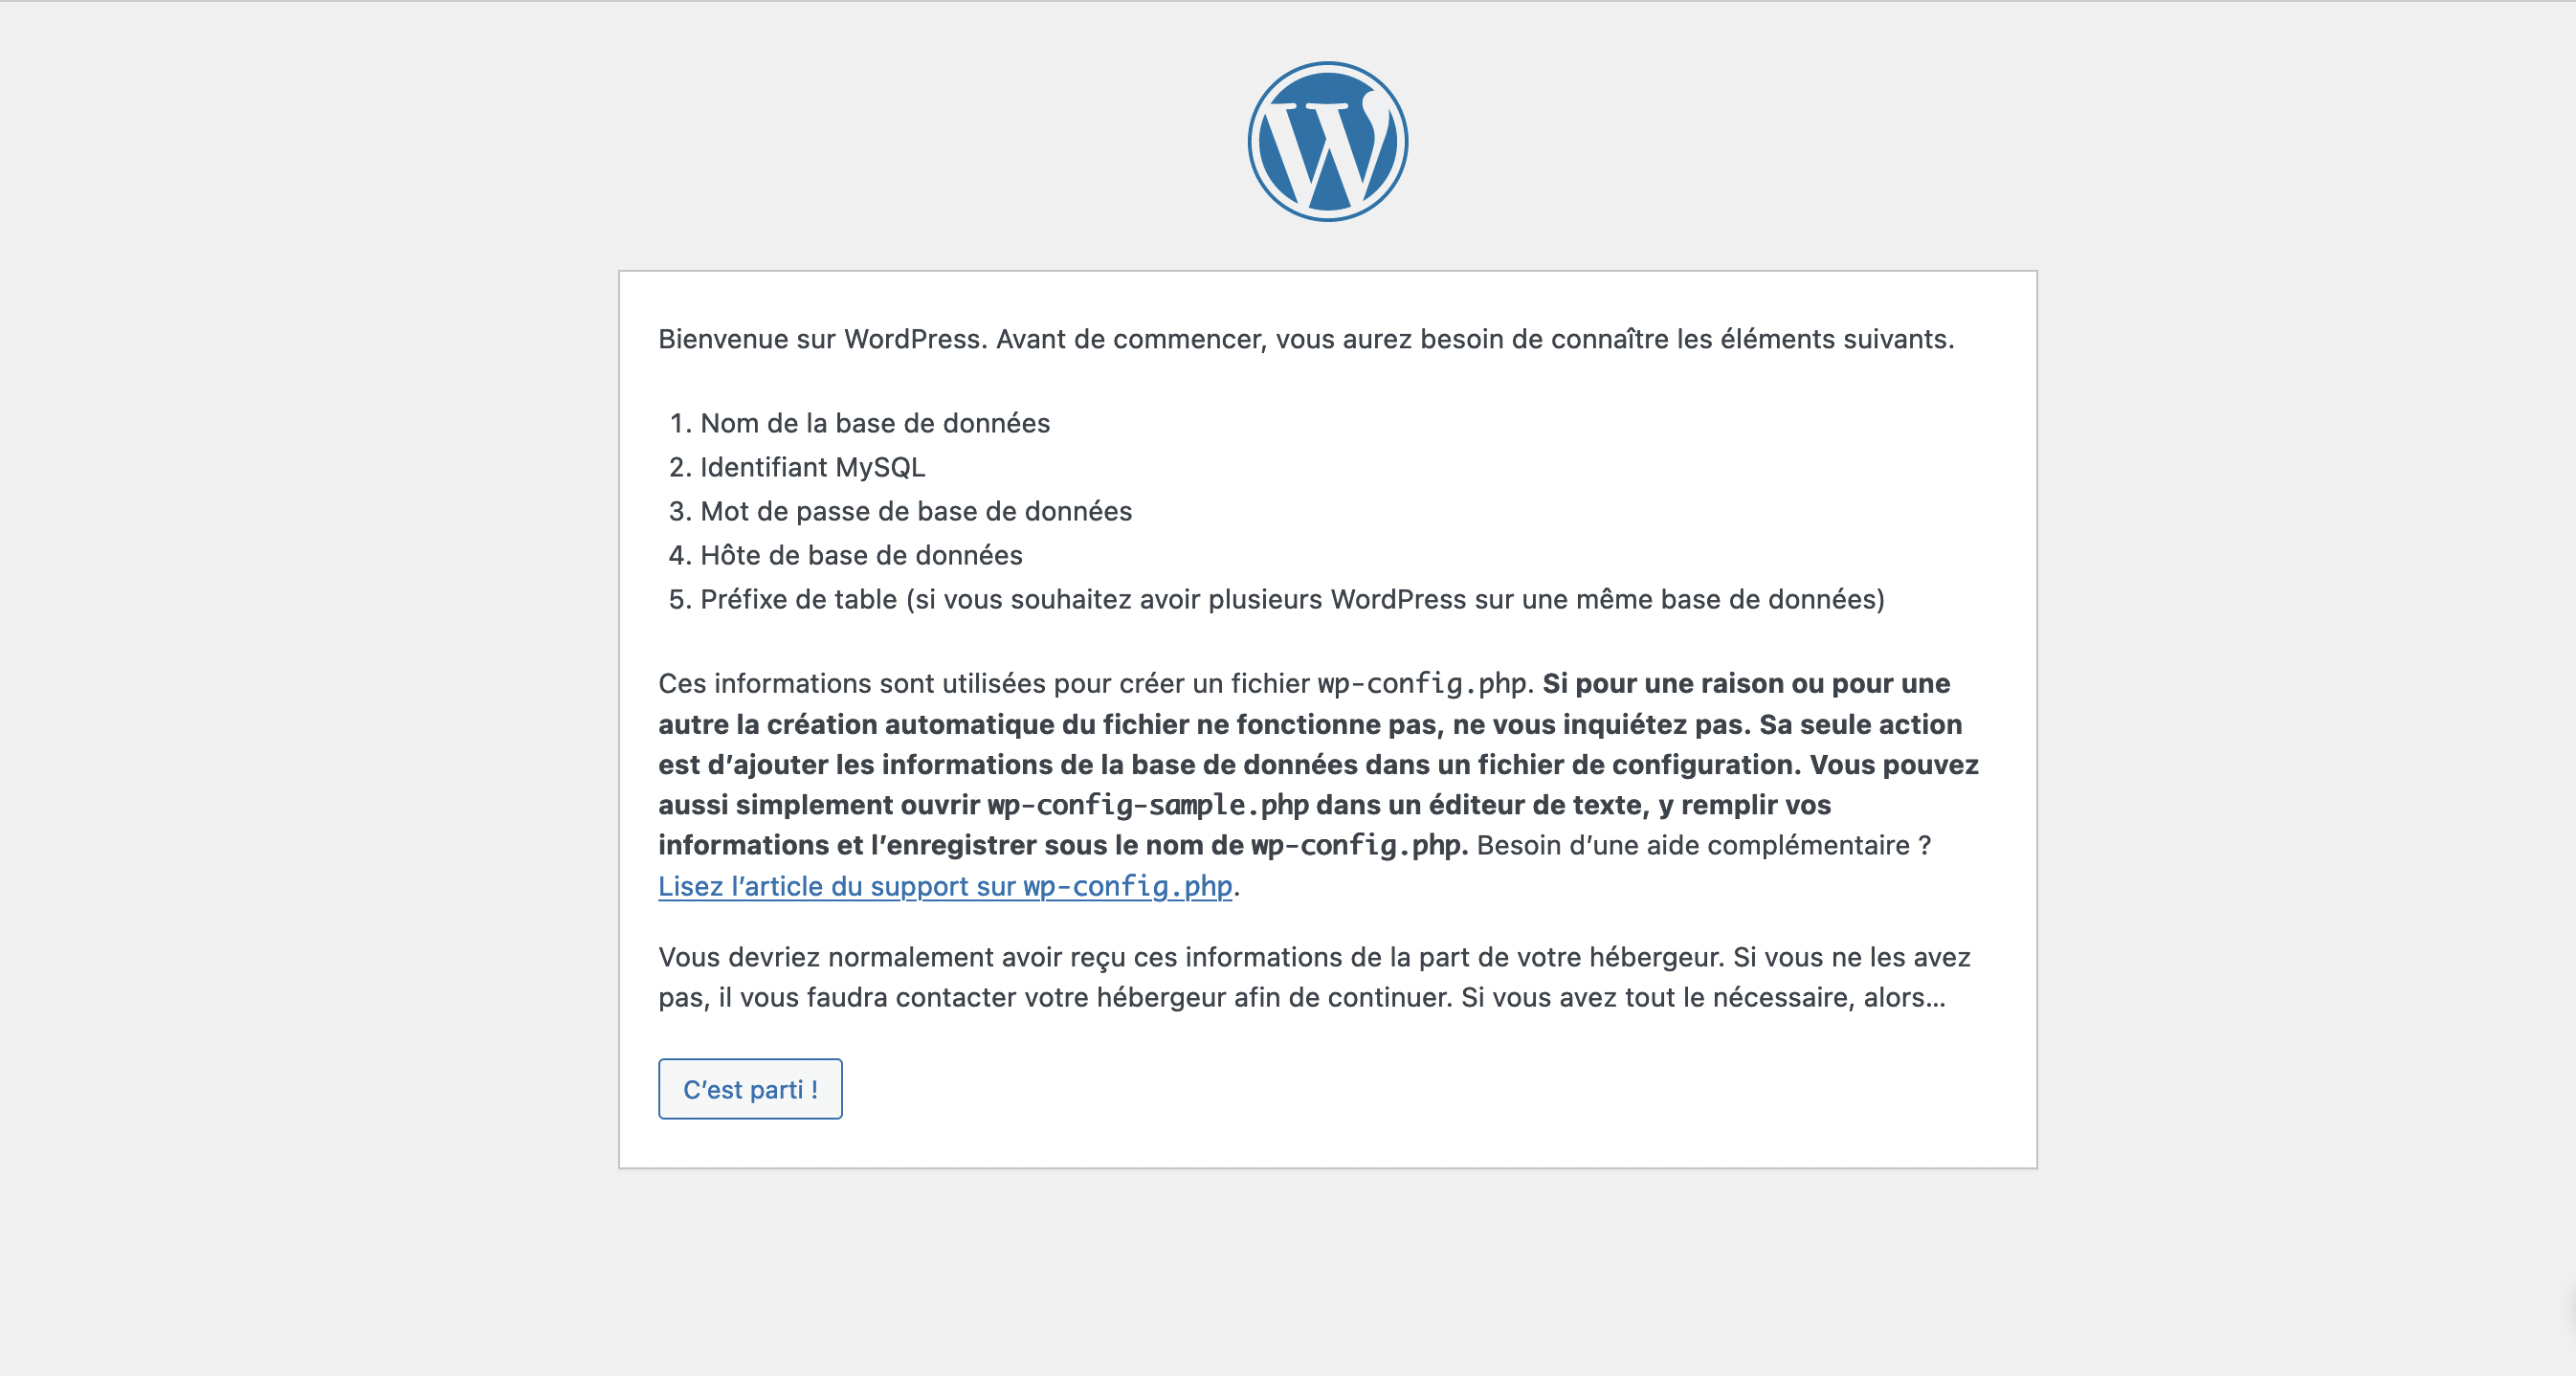 Bienvenue sur WordPress. Avant de commencer, vous aurez besoin de connaître les éléments suivants.
1. Nom de la base de données
2. Identifiant MySQL
3. Mot de passe de base de données
4. Hôte de base de données
5. Préfixe de table (si vous souhaitez avoir plusieurs WordPress sur une même base de données)
Ces informations sont utilisées pour créer un fichier wp-config.php. Si pour une raison ou pour une
autre la création automatique du fichier ne fonctionne pas, ne vous inquiétez pas. Sa seule action
est d’ajouter les informations de la base de données dans un fichier de configuration. Vous pouvez
aussi simplement ouvrir wp-config-sample.php dans un éditeur de texte, y remplir vos
informations et l’enregistrer sous le nom de wp-config.php. Besoin d’une aide complémentaire ?
Lisez l’article du support sur wp-config.php.
Vous devriez normalement avoir reçu ces informations de la part de votre hébergeur. Si vous ne les avez
pas, il vous faudra contacter votre hébergeur afin de continuer. Si vous avez tout le nécessaire, alors…
C’est parti !